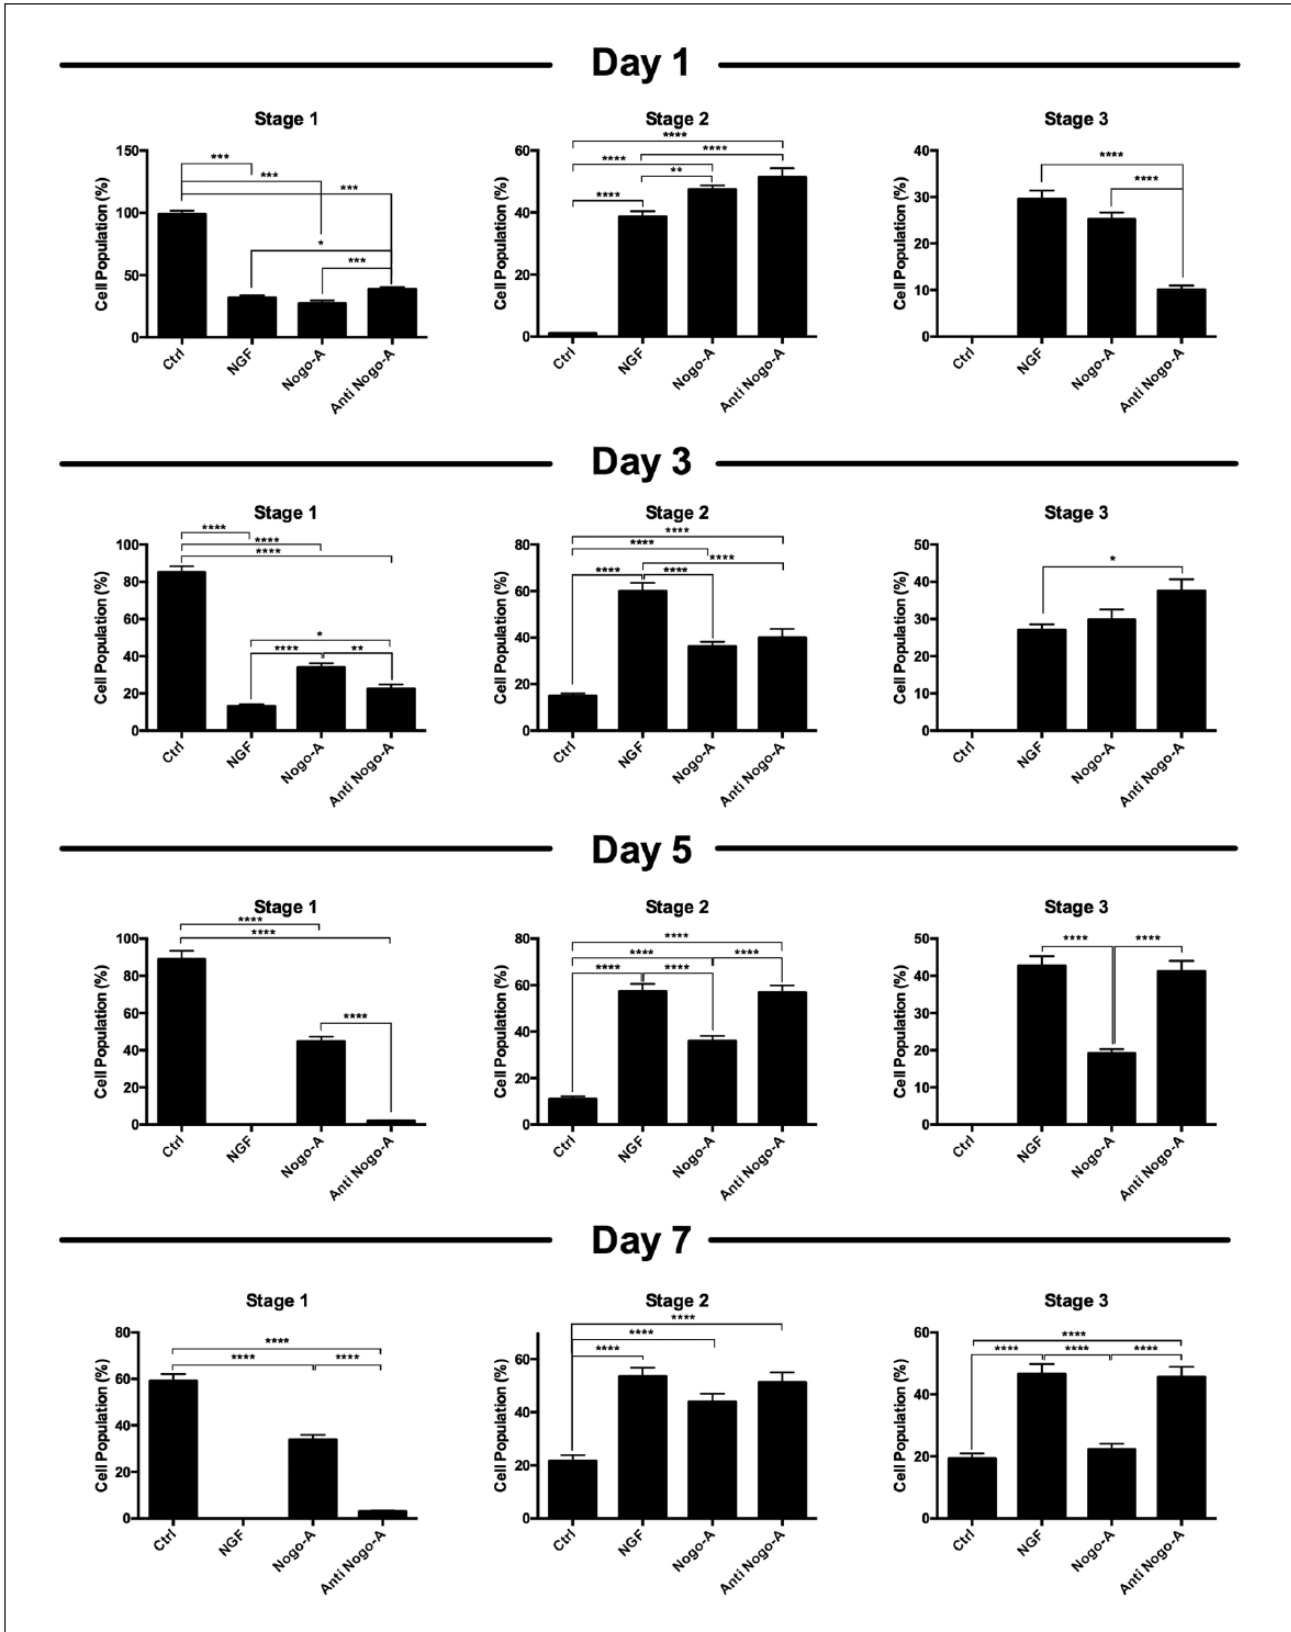 Day 1
Stage 1
Cell Population (%)
150
100
50
0
***
***
***
*
***
Ctrl
NGF
Nogo-A
Anti Nogo-A
Stage 2
Cell Population (%)
60
40
20
0
****
****
****
**
****
Ctrl
NGF
Nogo-A
Anti Nogo-A
Stage 3
Cell Population (%)
40
30
20
10
0
****
****
Ctrl
NGF
Nogo-A
Anti Nogo-A
Day 3
Stage 1
Cell Population (%)
100
80
60
40
20
0
****
****
****
*
****
**
Ctrl
NGF
Nogo-A
Anti Nogo-A
Stage 2
Cell Population (%)
80
60
40
20
0
****
****
****
****
****
Ctrl
NGF
Nogo-A
Anti Nogo-A
Stage 3
Cell Population (%)
50
40
30
20
10
0
*
Ctrl
NGF
Nogo-A
Anti Nogo-A
Day 5
Stage 1
Cell Population (%)
100
80
60
40
20
0
****
****
****
Ctrl
NGF
Nogo-A
Anti Nogo-A
Stage 2
Cell Population (%)
80
60
40
20
0
****
****
****
****
****
Ctrl
NGF
Nogo-A
Anti Nogo-A
Stage 3
Cell Population (%)
50
40
30
20
10
0
****
****
Ctrl
NGF
Nogo-A
Anti Nogo-A
Day 7
Stage 1
Cell Population (%)
80
60
40
20
0
****
****
****
Ctrl
NGF
Nogo-A
Anti Nogo-A
Stage 2
Cell Population (%)
60
40
20
0
****
****
****
Ctrl
NGF
Nogo-A
Anti Nogo-A
Stage 3
Cell Population (%)
60
40
20
0
****
****
****
****
Ctrl
NGF
Nogo-A
Anti Nogo-A